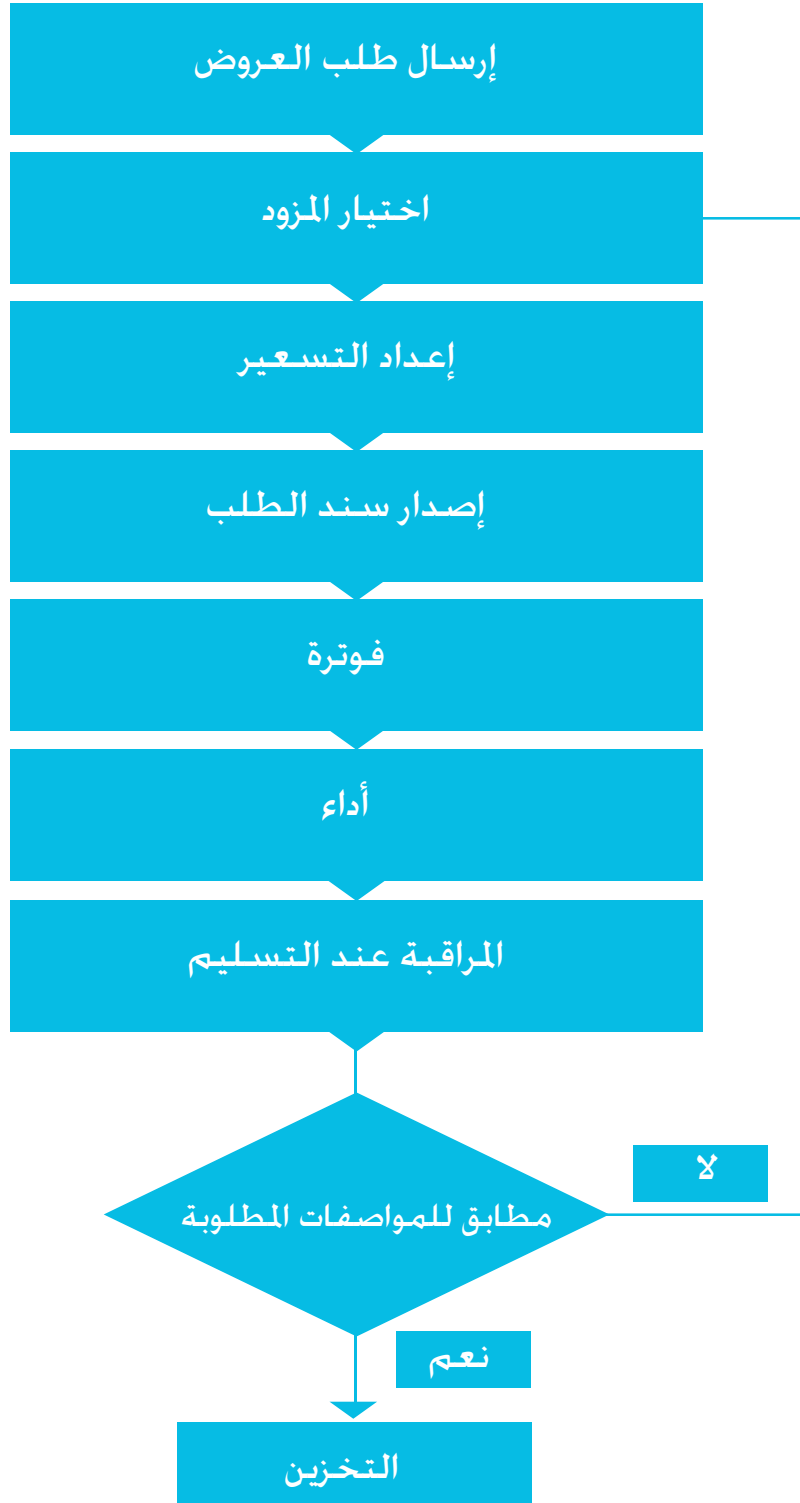 إرسال طلب العروض
اختيار المزود
إعداد التسعير
إصدار سند الطلب
فوترة
أداء
المراقبة عند التسليم
لا
مطابق للمواصفات المطلوبة
نعم
التخزين